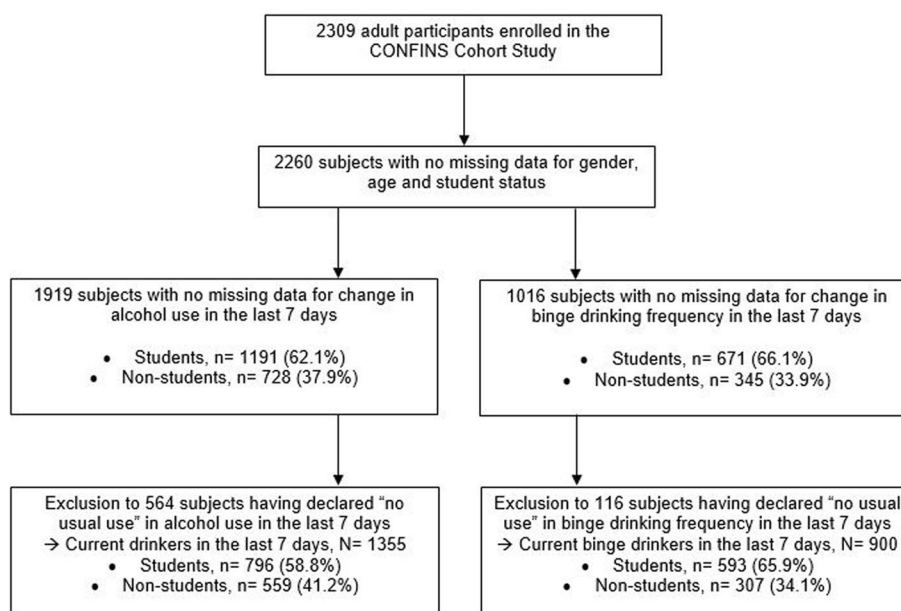 2309 adult participants enrolled in the
CONFINS Cohort Study
2260 subjects with no missing data for gender,
age and student status
1919 subjects with no missing data for change in
alcohol use in the last 7 days
• Students, n= 1191 (62.1%)
• Non-students, n= 728 (37.9%)
1016 subjects with no missing data for change in
binge drinking frequency in the last 7 days
• Students, n= 671 (66.1%)
• Non-students, n= 345 (33.9%)
Exclusion to 564 subjects having declared “no
usual use” in alcohol use in the last 7 days
→ Current drinkers in the last 7 days, N= 1355
• Students, n= 796 (58.8%)
• Non-students, n= 559 (41.2%)
Exclusion to 116 subjects having declared “no usual
use” in binge drinking frequency in the last 7 days
→ Current binge drinkers in the last 7 days, N= 900
• Students, n= 593 (65.9%)
• Non-students, n= 307 (34.1%)